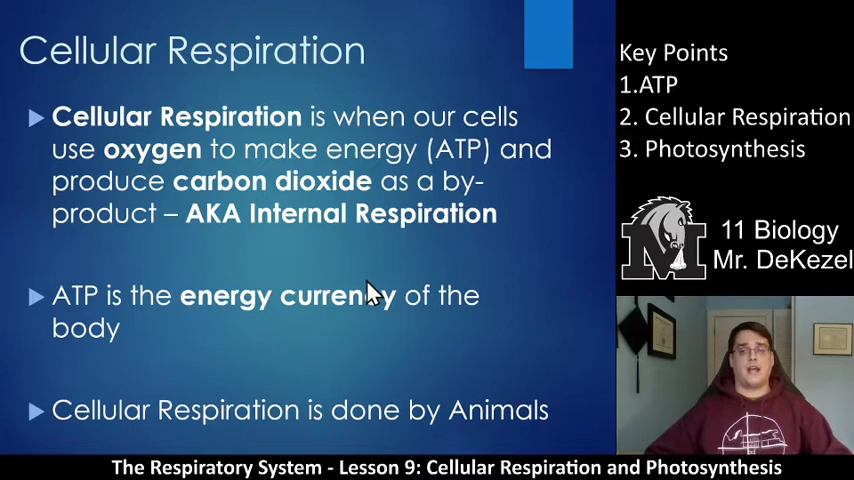 Cellular Respiration
Cellular Respiration is when our cells
use oxygen to make energy (ATP) and
produce carbon dioxide as a by-
product – AKA Internal Respiration
ATP is the energy currency of the
body
Cellular Respiration is done by Animals
Key Points
1.ATP
2. Cellular Respiration
3. Photosynthesis
M
11 Biology
Mr. DeKezel
The Respiratory System - Lesson 9: Cellular Respiration and Photosynthesis